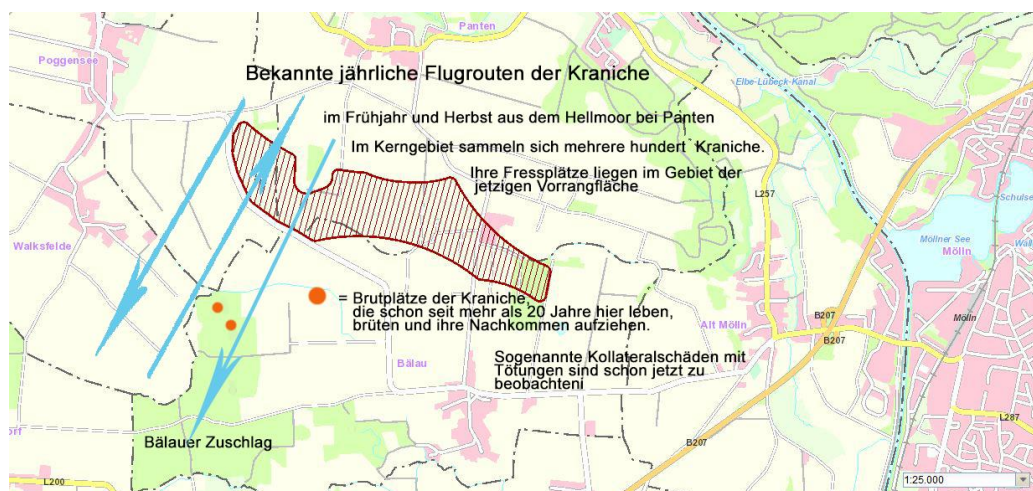 Panten
Poggensee
Bekannte jährliche Flugrouten der Kraniche
Elbe-Lübeck-Kanal
im Frühjahr und Herbst aus dem Hellmoor bei Panten
Im Kerngebiet sammeln sich mehrere hundert Kraniche.
Ihre Fressplätze liegen im Gebiet der
jetzigen Vorrangfläche
L257
Schulse
Möllner See
Mölln
Walksfelde
= Brutplätze der Kraniche,
die schon seit mehr als 20 Jahre hier leben,
brüten und ihre Nachkommen aufziehen.
B207
Mölln
Alt Mölln
B207
Sogenannte Kollateralschäden mit
Töfungen sind schon jetzt zu
beobachteni
Bälau
L287
orf
Bälauer Zuschlag
B207
L200
1:25.000